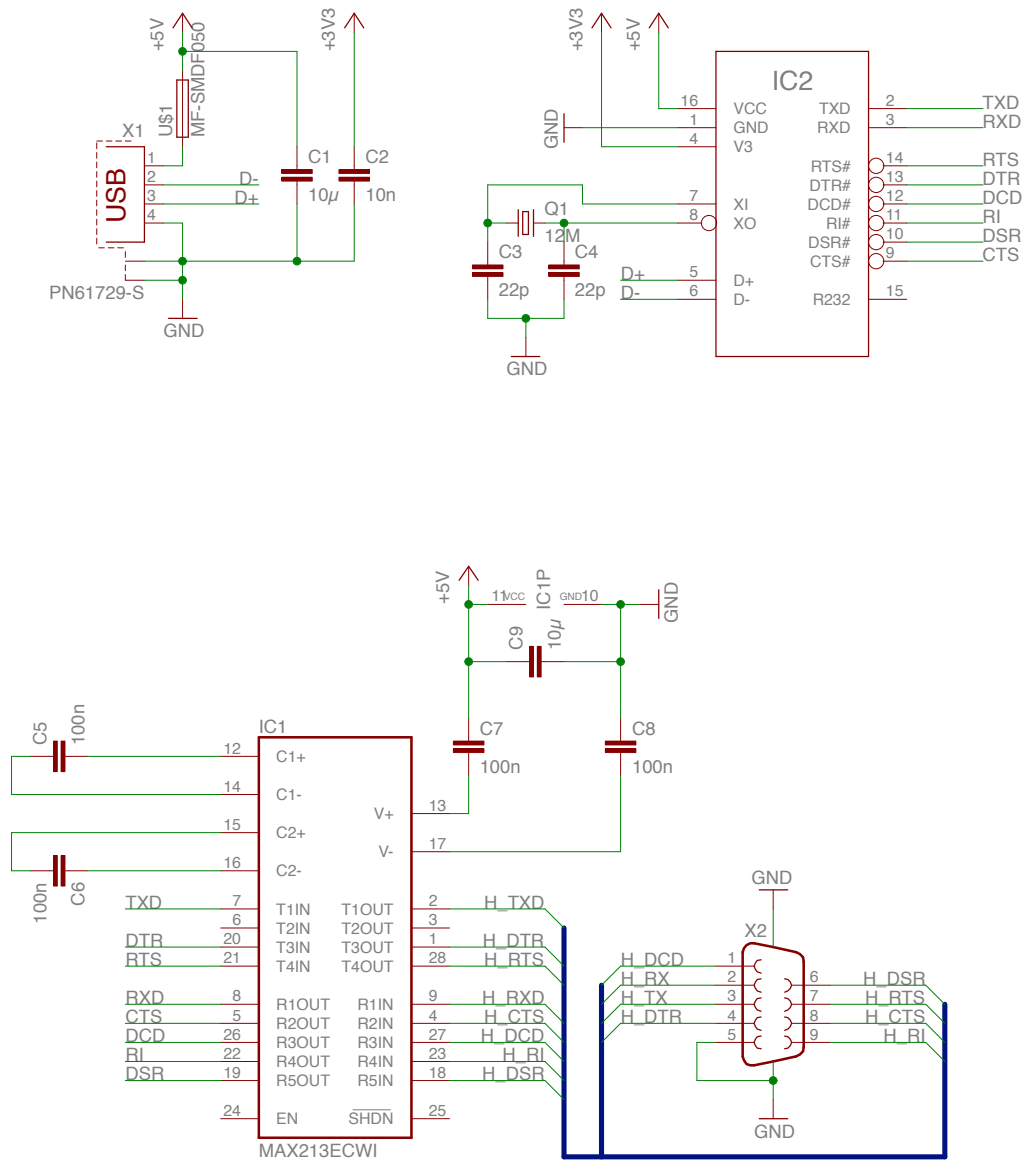 +5V
U$1
MF-SMDF050
+3V3
X1
USB
1
2
3
4
D-
D+
C1
10µ
C2
10n
PN61729-S
GND
+3V3
+5V
GND
IC2
16 VCC
1 GND
4 V3
7 XI
8 XO
5 D+
6 D-
TXD 2 TXD
RXD 3 RXD
RTS# 14 RTS
DTR# 13 DTR
DCD# 12 DCD
RI# 11 RI
DSR# 10 DSR
CTS# 9 CTS
R232 15
Q1
12M
C3
22p
C4
22p
D+
D-
GND
+5V
11 VCC
IC1P
GND 10
GND
C9
10µ
C7
100n
C8
100n
C5
100n
100n
C6
IC1
12 C1+
14 C1-
15 C2+
16 C2-
V+ 13
V- 17
TXD 7 T1IN T1OUT 2 H_TXD
6 T2IN T2OUT 3
DTR 20 T3IN T3OUT 1 H_DTR
RTS 21 T4IN T4OUT 28 H_RTS
RXD 8 R1OUT R1IN 9 H_RXD
CTS 5 R2OUT R2IN 4 H_CTS
DCD 26 R3OUT R3IN 27 H_DCD
RI 22 R4OUT R4IN 23 H_RI
DSR 19 R5OUT R5IN 18 H_DSR
24 EN SHDN 25
MAX213ECWI
GND
X2
H_DCD 1
H_RX 2
H_TX 3
H_DTR 4
5
6 H_DSR
7 H_RTS
8 H_CTS
9 H_RI
GND